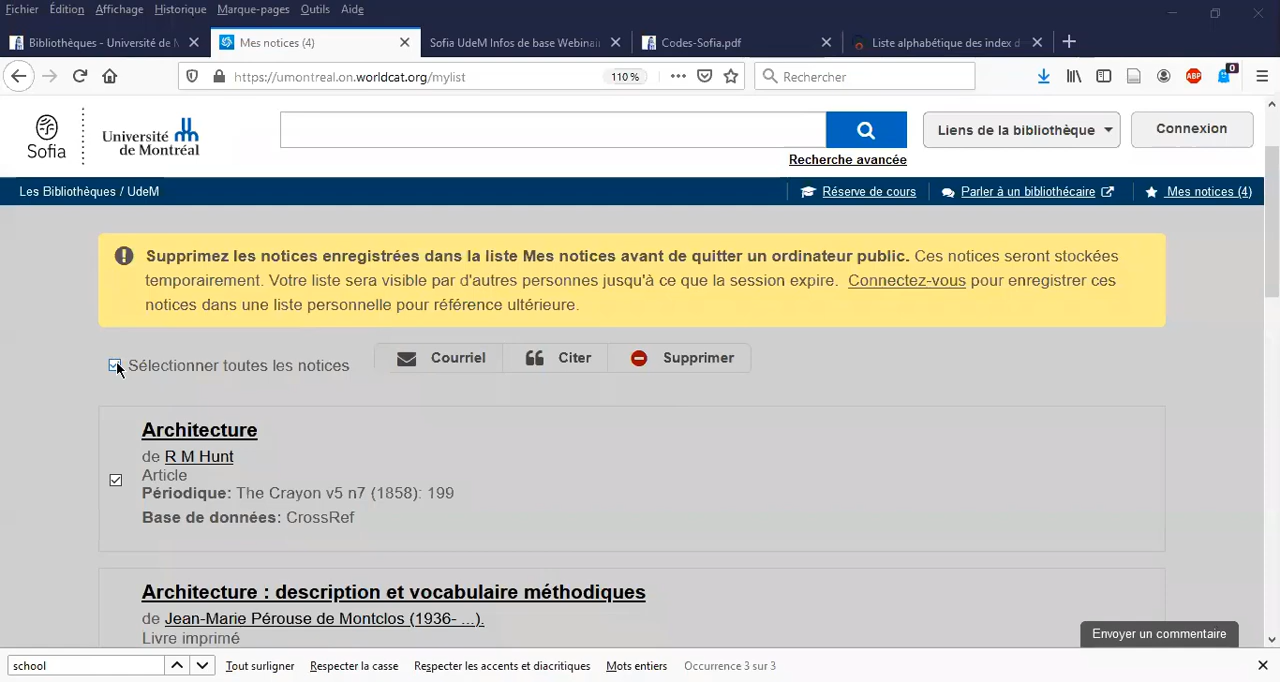 Fichier Édition Affichage Historique Marque-pages Outils Aide
Bibliothèques - Université de M
Mes notices (4)
Sofia UdeM Infos de base Webinai
Codes-Sofia.pdf
Liste alphabétique des index d
https://umontreal.on.worldcat.org/mylist
110 %
Rechercher
ABP
0
Sofia
Université de Montréal
Recherche avancée
Liens de la bibliothèque
Connexion
Les Bibliothèques / UdeM
Réserve de cours
Parler à un bibliothécaire
Mes notices (4)
Supprimez les notices enregistrées dans la liste Mes notices avant de quitter un ordinateur public. Ces notices seront stockées
temporairement. Votre liste sera visible par d'autres personnes jusqu'à ce que la session expire. Connectez-vous pour enregistrer ces
notices dans une liste personnelle pour référence ultérieure.
Sélectionner toutes les notices
Courriel
Citer
Supprimer
Architecture
de R M Hunt
Article
Périodique: The Crayon v5 n7 (1858): 199
Base de données: CrossRef
Architecture : description et vocabulaire méthodiques
de Jean-Marie Pérouse de Montclos (1936- ...).
Livre imprimé
Envoyer un commentaire
school
Tout surligner
Respecter la casse
Respecter les accents et diacritiques
Mots entiers
Occurrence 3 sur 3